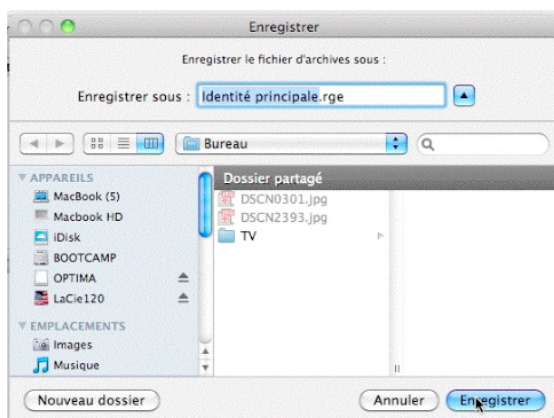 Enregistrer
Enregistrer le fichier d'archives sous :
Enregistrer sous : Identité principale.rge
Bureau
APPAREILS
MacBook (5)
Macbook HD
iDisk
BOOTCAMP
OPTIMA
LaCie120
EMPLACEMENTS
Images
Musique
Dossier partagé
DSCN0301.jpg
DSCN2393.jpg
TV
Nouveau dossier
Annuler
Enregistrer